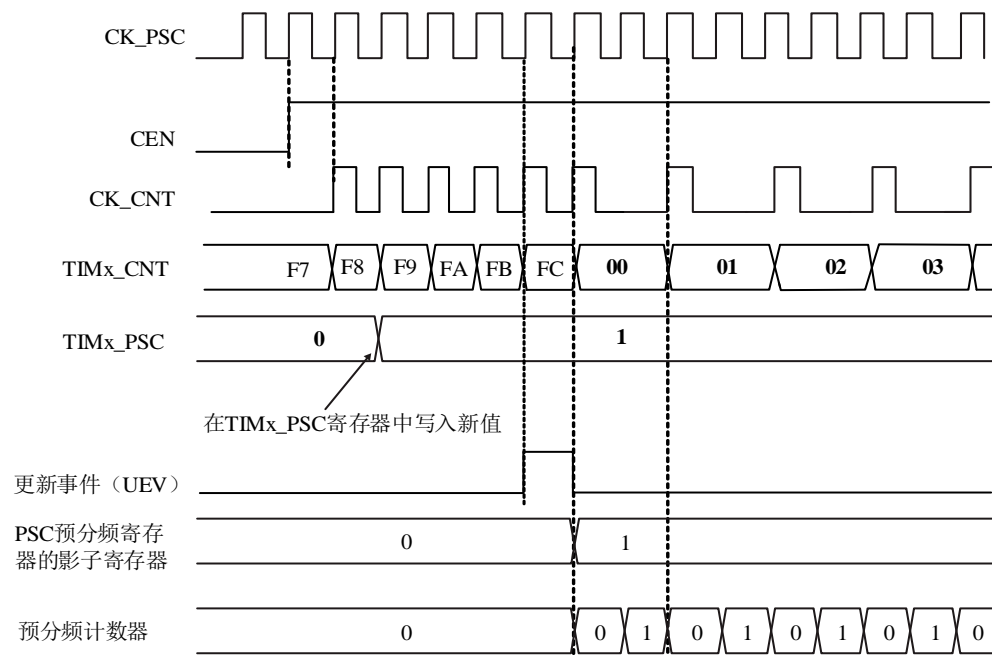 CK_PSC
CEN
CK_CNT
TIMx_CNT F7 F8 F9 FA FB FC 00 01 02 03
TIMx_PSC 0 1
在TIMx_PSC寄存器中写入新值
更新事件（UEV）
PSC预分频寄存
器的影子寄存器 0 1
预分频计数器 0 0 1 0 1 0 1 0 1 0